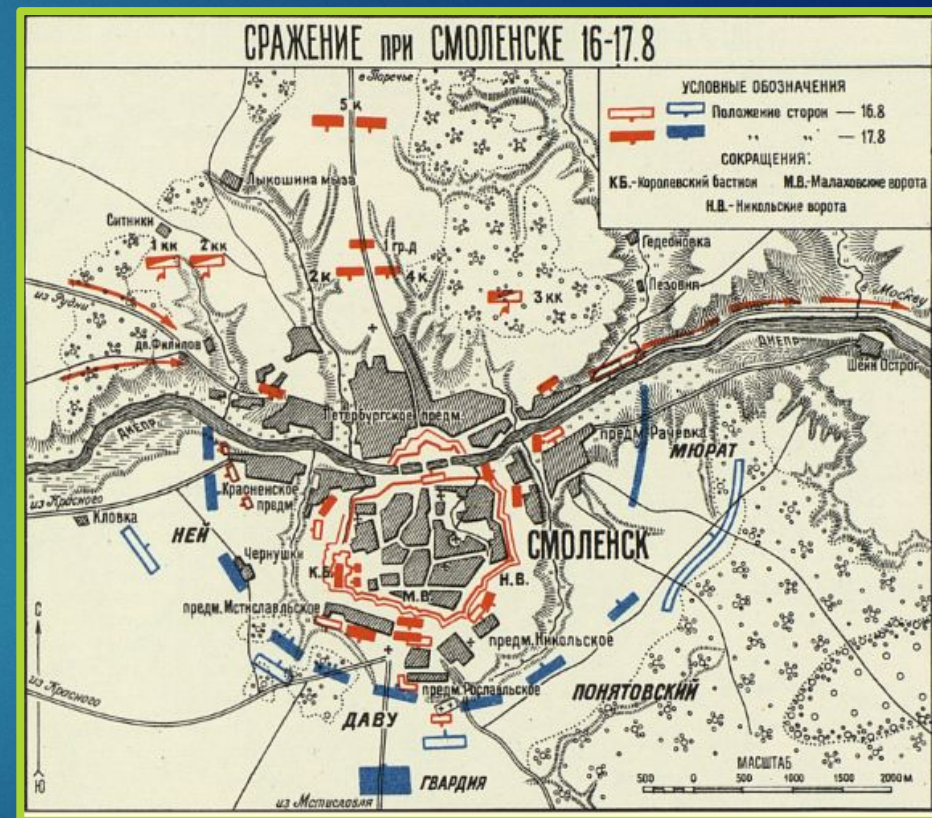 СРАЖЕНИЕ ПРИ СМОЛЕНСКЕ 16-17.8
УСЛОВНЫЕ ОБОЗНАЧЕНИЯ
Положение сторон — 16.8
„ „ — 17.8
СОКРАЩЕНИЯ:
КБ.-Королевский бастион М.В.-Малаховские ворота
Н.В.-Никольские ворота
в Поречье
5 к
Лыкошина мыза
Ситники
1 кк 2 кк
1 гр.д
2 к 4 к
3 кк
Гедеоновка
Лезовня
в Москву
из Рудни
дв. Филипов
ДНЕПР
Шейн Острог
Петербургское предм.
ДНЕПР
предм. Рачевка
МЮРАТ
из Красного
Красненское
предм.
Кловка
НЕЙ
СМОЛЕНСК
Чернушки
К.Б.
Н.В.
М.В.
предм. Мстиславльское
предм. Никольское
С
из Красного
предм. Рославльское
ПОНЯТОВСКИЙ
ДАВУ
МАСШТАБ
500 0 500 1000 1500 2000 м
ГВАРДИЯ
Ю
из Мстиславля